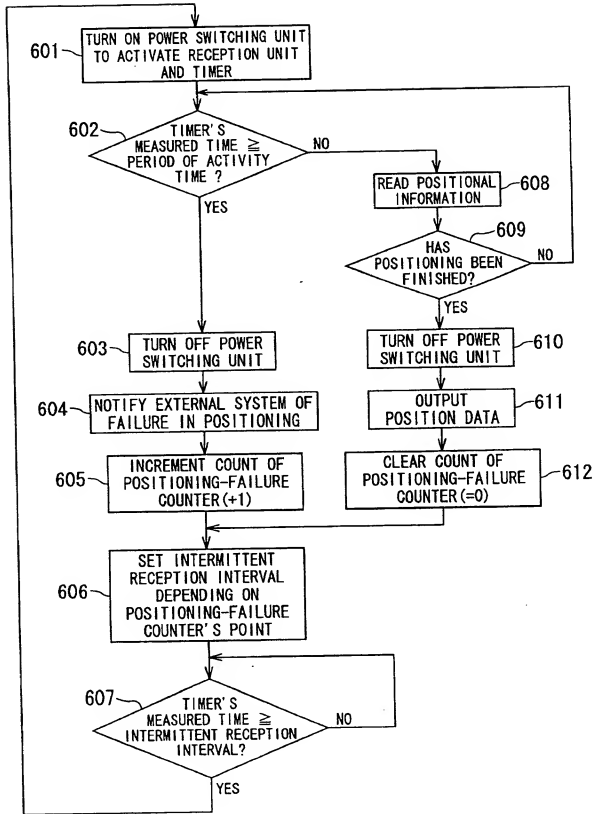 601
TURN ON POWER SWITCHING UNIT
TO ACTIVATE RECEPTION UNIT
AND TIMER
602
TIMER'S
MEASURED TIME ≧
PERIOD OF ACTIVITY
TIME ?
NO
YES
READ POSITIONAL
INFORMATION
608
609
HAS
POSITIONING BEEN
FINISHED?
NO
YES
603
TURN OFF POWER
SWITCHING UNIT
TURN OFF POWER
SWITCHING UNIT
610
604
NOTIFY EXTERNAL SYSTEM OF
FAILURE IN POSITIONING
OUTPUT
POSITION DATA
611
605
INCREMENT COUNT OF
POSITIONING-FAILURE
COUNTER(+1)
CLEAR COUNT OF
POSITIONING-FAILURE
COUNTER(=0)
612
606
SET INTERMITTENT
RECEPTION INTERVAL
DEPENDING ON
POSITIONING-FAILURE
COUNTER'S POINT
607
TIMER'S
MEASURED TIME ≧
INTERMITTENT RECEPTION
INTERVAL?
NO
YES